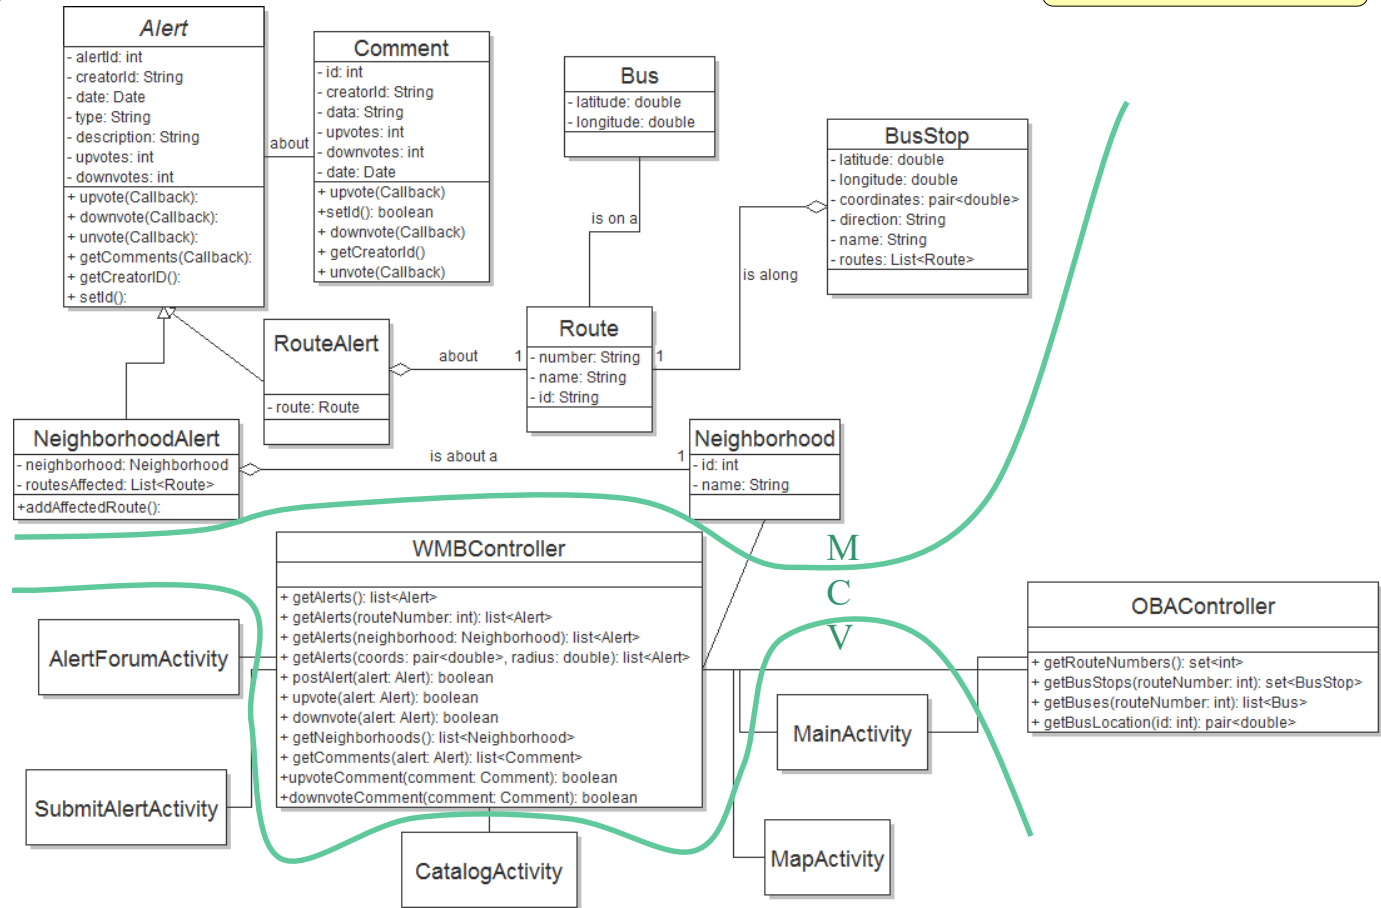 Alert
- alertId: int
- creatorId: String
- date: Date
- type: String
- description: String
- upvotes: int
- downvotes: int
+ upvote(Callback):
+ downvote(Callback):
+ unvote(Callback):
+ getComments(Callback):
+ getCreatorID():
+ setId():
about
Comment
- id: int
- creatorId: String
- data: String
- upvotes: int
- downvotes: int
- date: Date
+ upvote(Callback)
+setId(): boolean
+ downvote(Callback)
+ getCreatorId()
+ unvote(Callback)
Bus
- latitude: double
- longitude: double
is on a
BusStop
- latitude: double
- longitude: double
- coordinates: pair<double>
- direction: String
- name: String
- routes: List<Route>
is along
RouteAlert
- route: Route
about
1
Route
- number: String
- name: String
- id: String
1
NeighborhoodAlert
- neighborhood: Neighborhood
- routesAffected: List<Route>
+addAffectedRoute():
is about a
1
Neighborhood
- id: int
- name: String
M
C
V
WMBController
+ getAlerts(): list<Alert>
+ getAlerts(routeNumber: int): list<Alert>
+ getAlerts(neighborhood: Neighborhood): list<Alert>
+ getAlerts(coords: pair<double>, radius: double): list<Alert>
+ postAlert(alert: Alert): boolean
+ upvote(alert: Alert): boolean
+ downvote(alert: Alert): boolean
+ getNeighborhoods(): list<Neighborhood>
+ getComments(alert: Alert): list<Comment>
+upvoteComment(comment: Comment): boolean
+downvoteComment(comment: Comment): boolean
OBAController
+ getRouteNumbers(): set<int>
+ getBusStops(routeNumber: int): set<BusStop>
+ getBuses(routeNumber: int): list<Bus>
+ getBusLocation(id: int): pair<double>
AlertForumActivity
SubmitAlertActivity
CatalogActivity
MainActivity
MapActivity